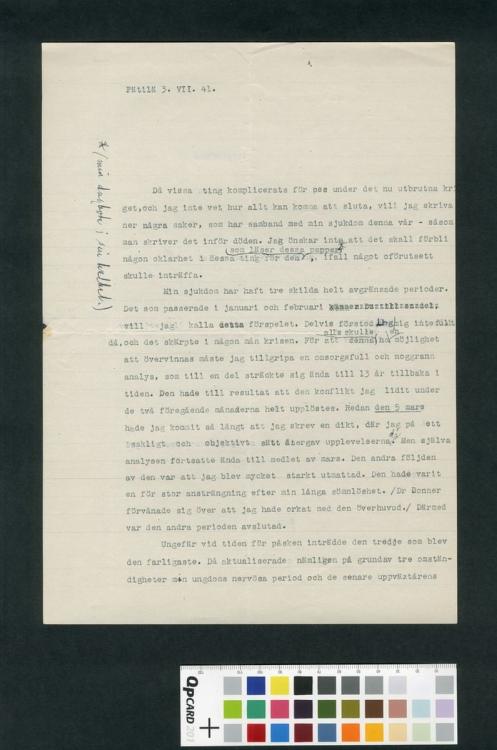 Pätilä 3. VII. 41.
*/min dagbok i sin helhet.)
Då vissa ting komplicerats för oss under det nu utbrutna kri
get,och jag inte vet hur allt kan komma att sluta, vill jag skriva
ner några saker, som har samband med min sjukdom denna vår - såsom
man skriver det inför döden. Jag önskar inte att det skall förbli
(som läser dessa papper*
någon oklarhet i dessa ting för den, ifall något oförutsett
skulle inträffa.
Min sjukdom har haft tre skilda helt avgränsade perioder.
Det som passerade i januari och februari
vill jag kalla detta förspelet. Delvis förstod jag mig inte fullt
alls skulle
då,och det skärpte i någon mån krisen. För att denna ha möjlighet
att övervinnas måste jag tillgripa en omsorgsfull och noggrann
analys, som till en del sträckte sig ända till 13 år tillbaka i
tiden. Den hade till resultat att den konflikt jag lidit under
de två föregående månaderna helt upplöstes. Redan den 5 mars
hade jag kommit så långt att jag skrev en dikt, där jag på ett
sakligt och objektivt sätt återgav upplevelserna. Men själva
analysen fortsatte ända till medlet av mars. Den andra följden
av den var att jag blev mycket starkt utmattad. Den hade varit
en för stor ansträngning efter min långa sömnlöshet. /Dr Donner
förvånade sig över att jag hade orkat med den överhuvud./ Därmed
var den andra perioden avslutad.
Ungefär vid tiden för påsken inträdde den tredje som blev
den farligaste. Då aktualiserade nämligen på grundav tre omstän-
digheter min ungdoms nervösa period och de senare uppväxtårens
QPCARD 201